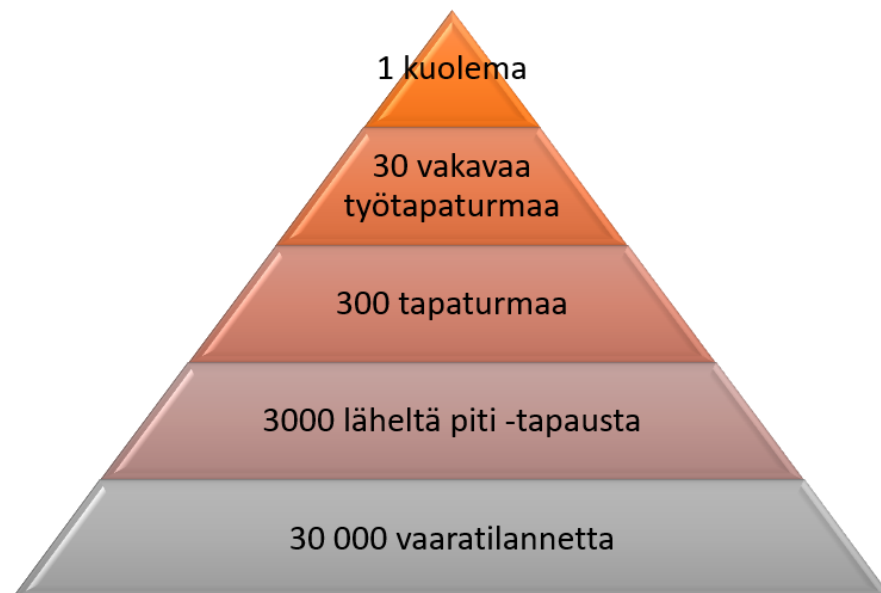 1 kuolema
30 vakavaa
työtapaturmaa
300 tapaturmaa
3000 läheltä piti -tapausta
30 000 vaaratilannetta